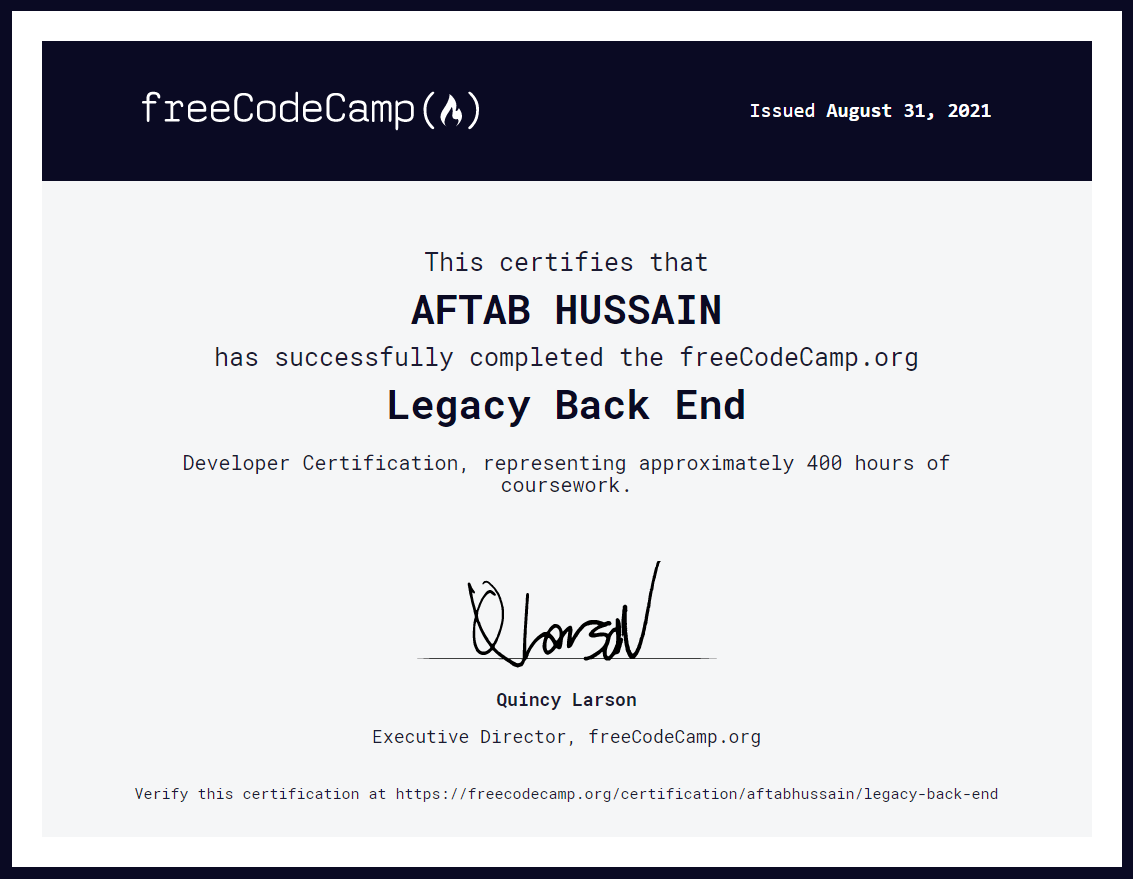 freeCodeCamp(🔥)
Issued August 31, 2021
This certifies that
AFTAB HUSSAIN
has successfully completed the freeCodeCamp.org
Legacy Back End
Developer Certification, representing approximately 400 hours of
coursework.
Q Larson
Quincy Larson
Executive Director, freeCodeCamp.org
Verify this certification at https://freecodecamp.org/certification/aftabhussain/legacy-back-end